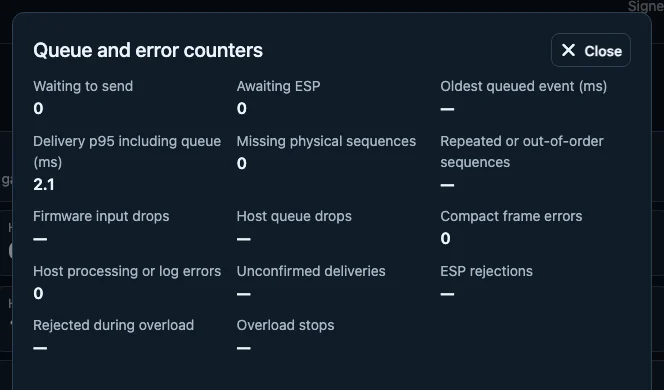 Signe
Queue and error counters
Close
Waiting to send
Awaiting ESP
Oldest queued event (ms)
0
0
—
Delivery p95 including queue
(ms)
2.1
Missing physical sequences
0
Repeated or out-of-order
sequences
—
Firmware input drops
Host queue drops
Compact frame errors
—
—
0
Host processing or log errors
Unconfirmed deliveries
ESP rejections
0
—
—
Rejected during overload
Overload stops
—
—